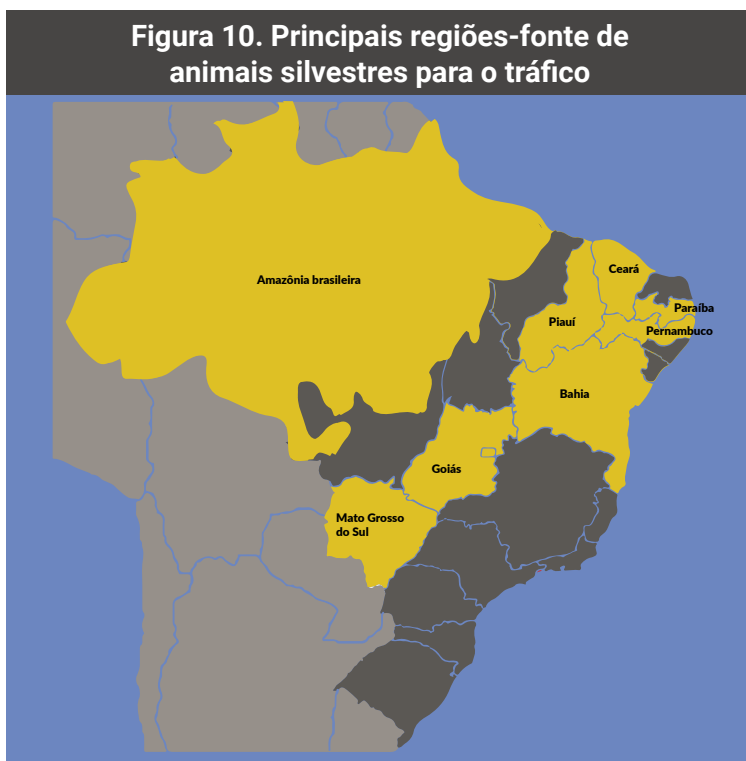 Figura 10. Principais regiões-fonte de
animais silvestres para o tráfico
Ceará
Amazônia brasileira
Paraíba
Piauí
Pernambuco
Bahia
Goiás
Mato Grosso
do Sul